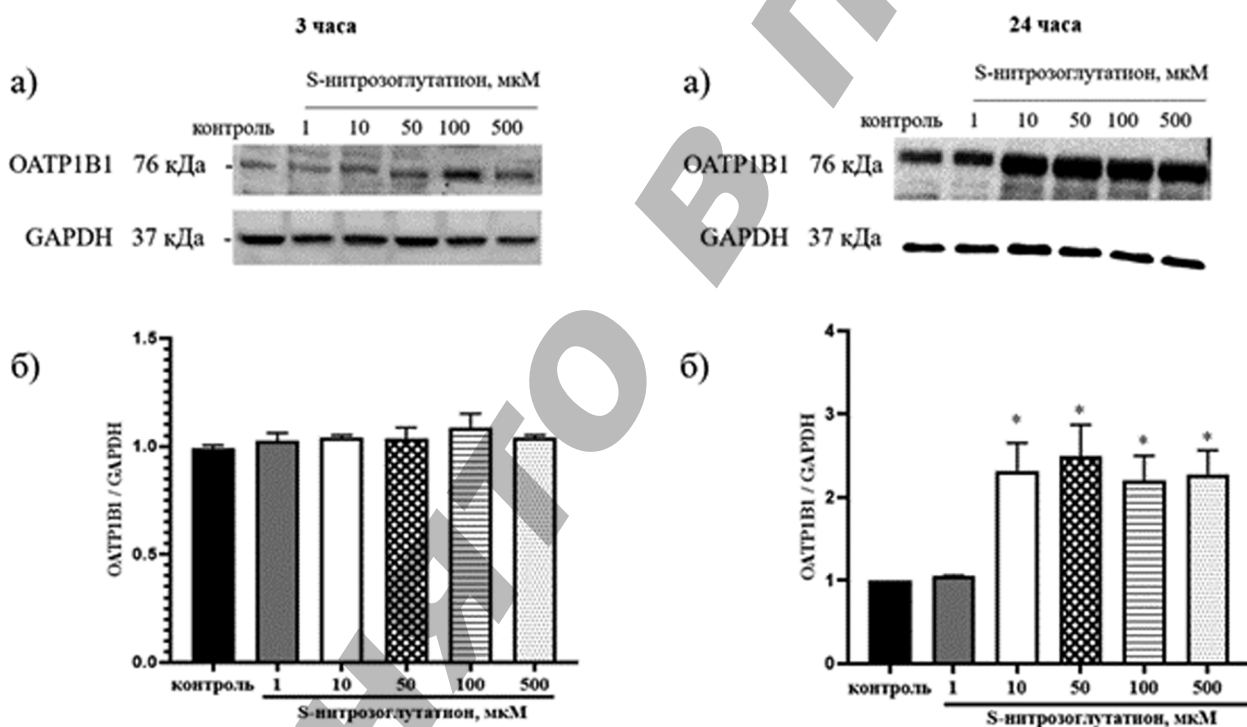 3 часа
а)
S-нитрозоглутатион, мкМ
контроль 1 10 50 100 500
OATP1B1 76 кДа -
GAPDH 37 кДа -
б)
1.5
1.0
0.5
0.0
OATP1B1 / GAPDH
контроль 1 10 50 100 500
S-нитрозоглутатион, мкМ
24 часа
а)
S-нитрозоглутатион, мкМ
контроль 1 10 50 100 500
OATP1B1 76 кДа
GAPDH 37 кДа
б)
4
3
2
1
0
OATP1B1 / GAPDH
* * * *
контроль 1 10 50 100 500
S-нитрозоглутатион, мкМ